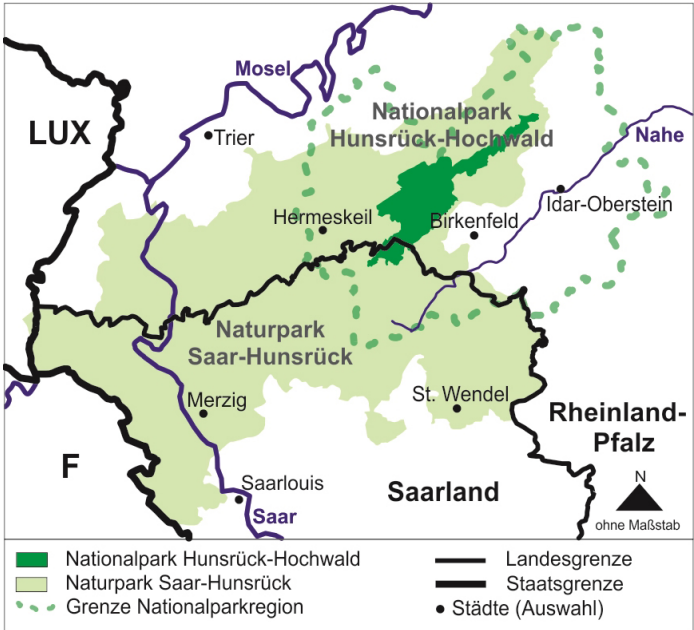 Mosel
LUX
Trier
Nationalpark
Hunsrück-Hochwald
Nahe
Idar-Oberstein
Hermeskeil
Birkenfeld
Naturpark
Saar-Hunsrück
Merzig
St. Wendel
Rheinland-
Pfalz
F
Saarlouis
Saarland
Saar
N
ohne Maßstab
Nationalpark Hunsrück-Hochwald
Naturpark Saar-Hunsrück
Grenze Nationalparkregion
Landesgrenze
Staatsgrenze
Städte (Auswahl)